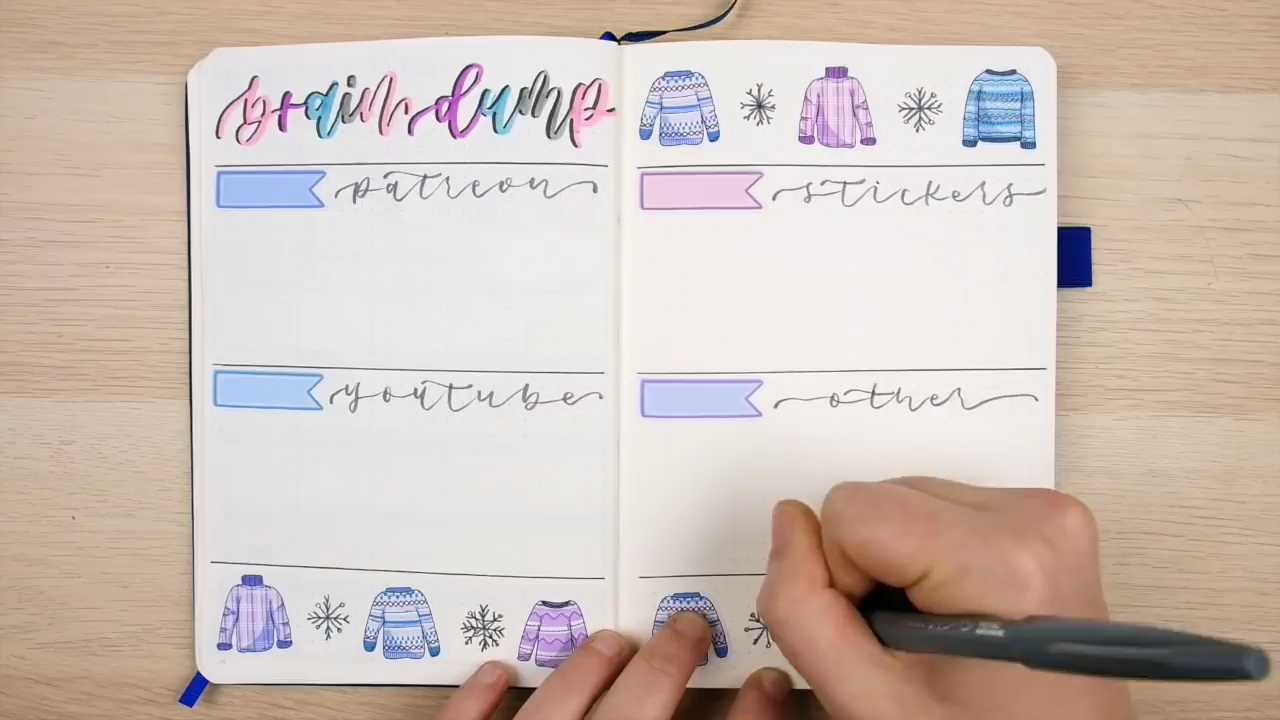 brain dump
patreon
stickers
youtube
other